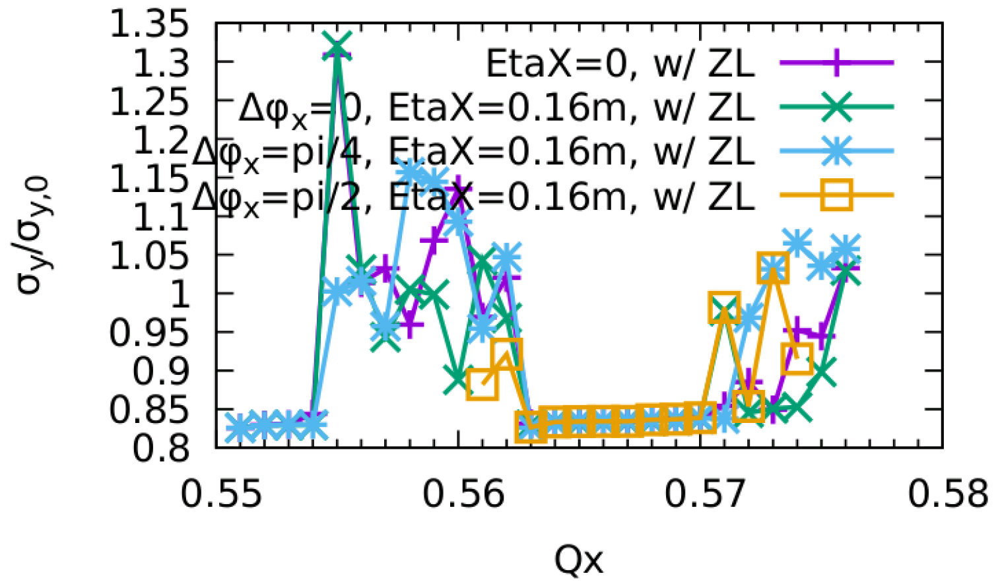 1.35
1.3
1.25
1.2
1.15
1.1
1.05
1
0.95
0.9
0.85
0.8
σy/σy,0
EtaX=0, w/ ZL
Δφx=0, EtaX=0.16m, w/ ZL
Δφx=pi/4, EtaX=0.16m, w/ ZL
Δφx=pi/2, EtaX=0.16m, w/ ZL
0.55 0.56 0.57 0.58
Qx